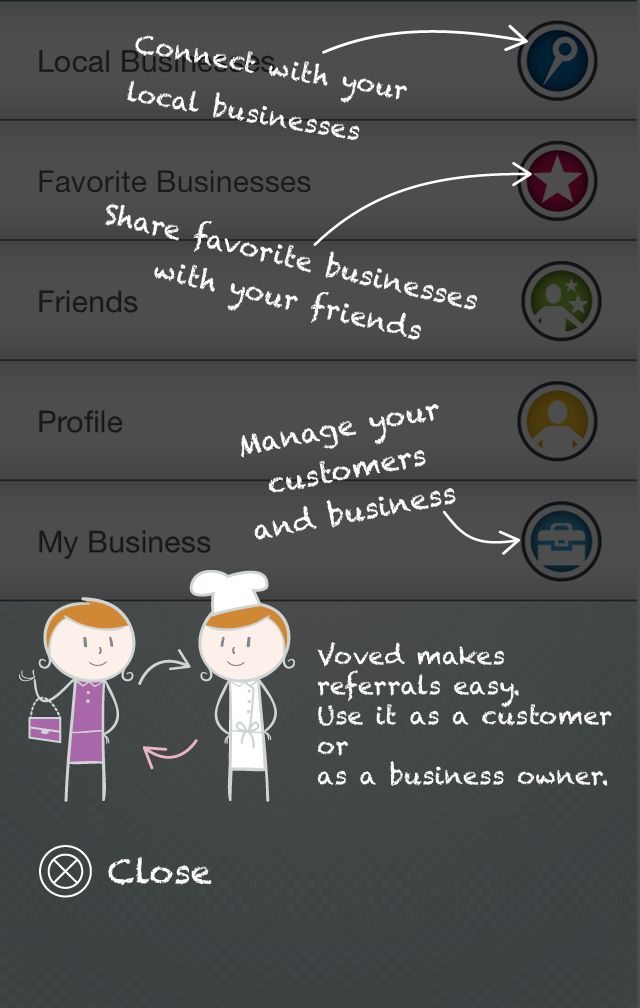 Local Businesses
Connect with your
local businesses
Favorite Businesses
Share favorite businesses
with your friends
Friends
Profile
Manage your
customers
and business
My Business
Voved makes
referrals easy.
Use it as a customer
or
as a business owner.
Close